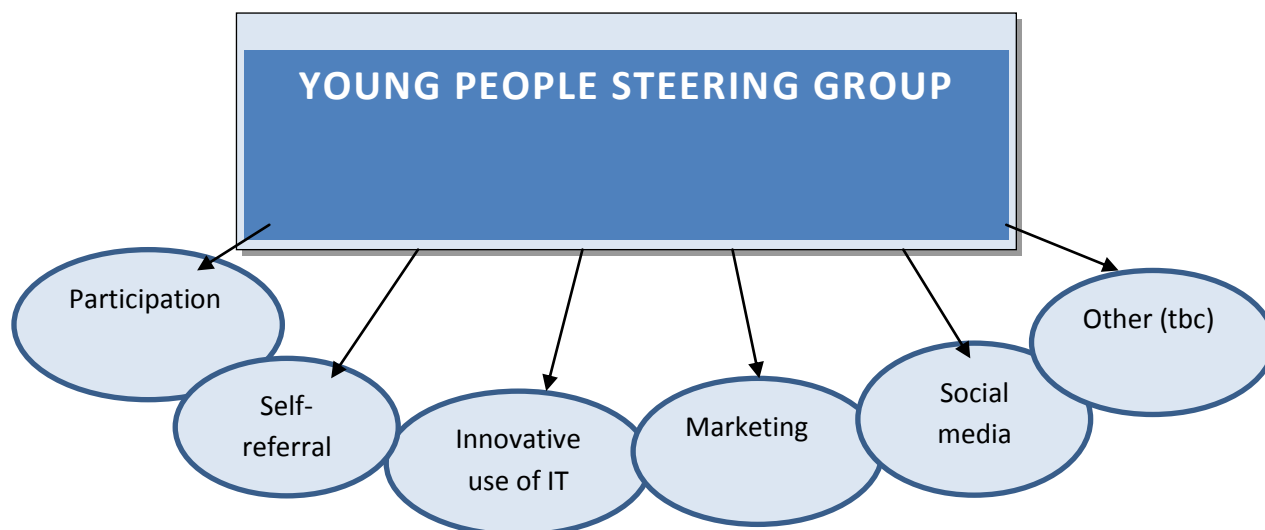 YOUNG PEOPLE STEERING GROUP
Participation
Self-
referral
Innovative
use of IT
Marketing
Social
media
Other (tbc)